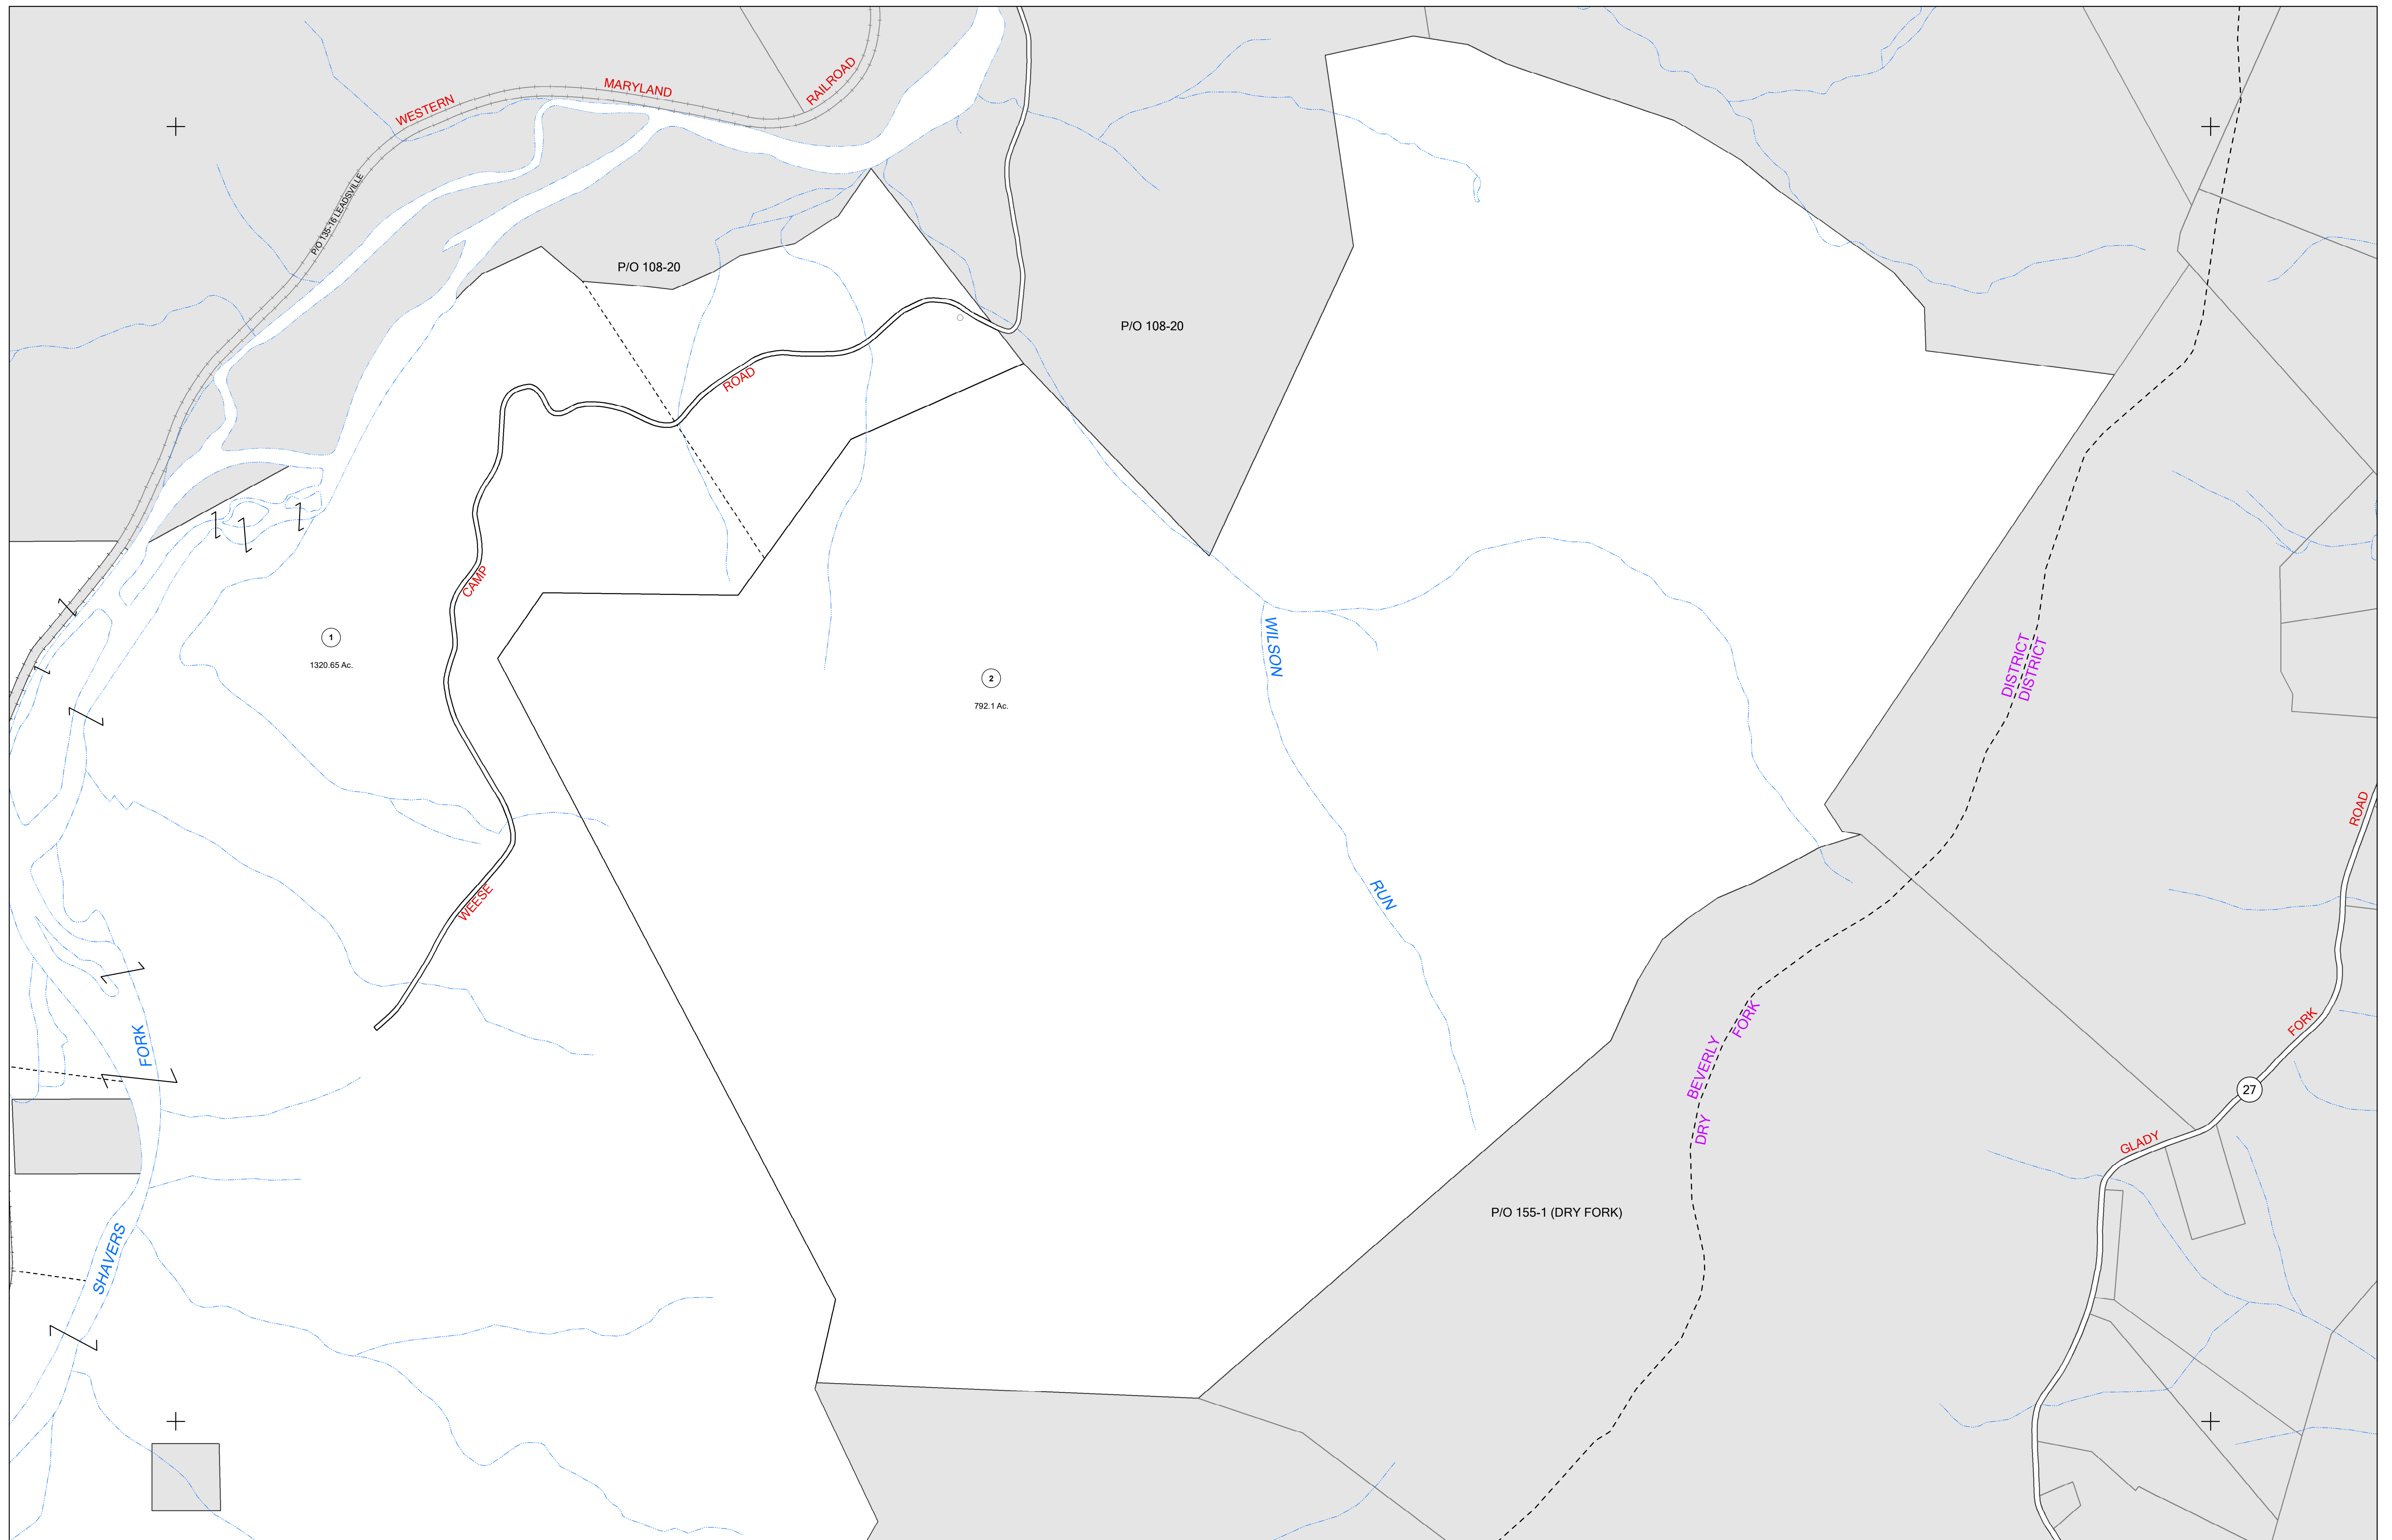 WESTERN
MARYLAND
RAILROAD
P/O 135-16 LEADSVILLE
P/O 108-20
P/O 108-20
ROAD
CAMP
1
1320.65 Ac.
2
792.1 Ac.
WILSON
DISTRICT
DISTRICT
ROAD
WEESE
RUN
FORK
BEVERLY
FORK
DRY
FORK
27
GLADY
P/O 155-1 (DRY FORK)
SHAVERS